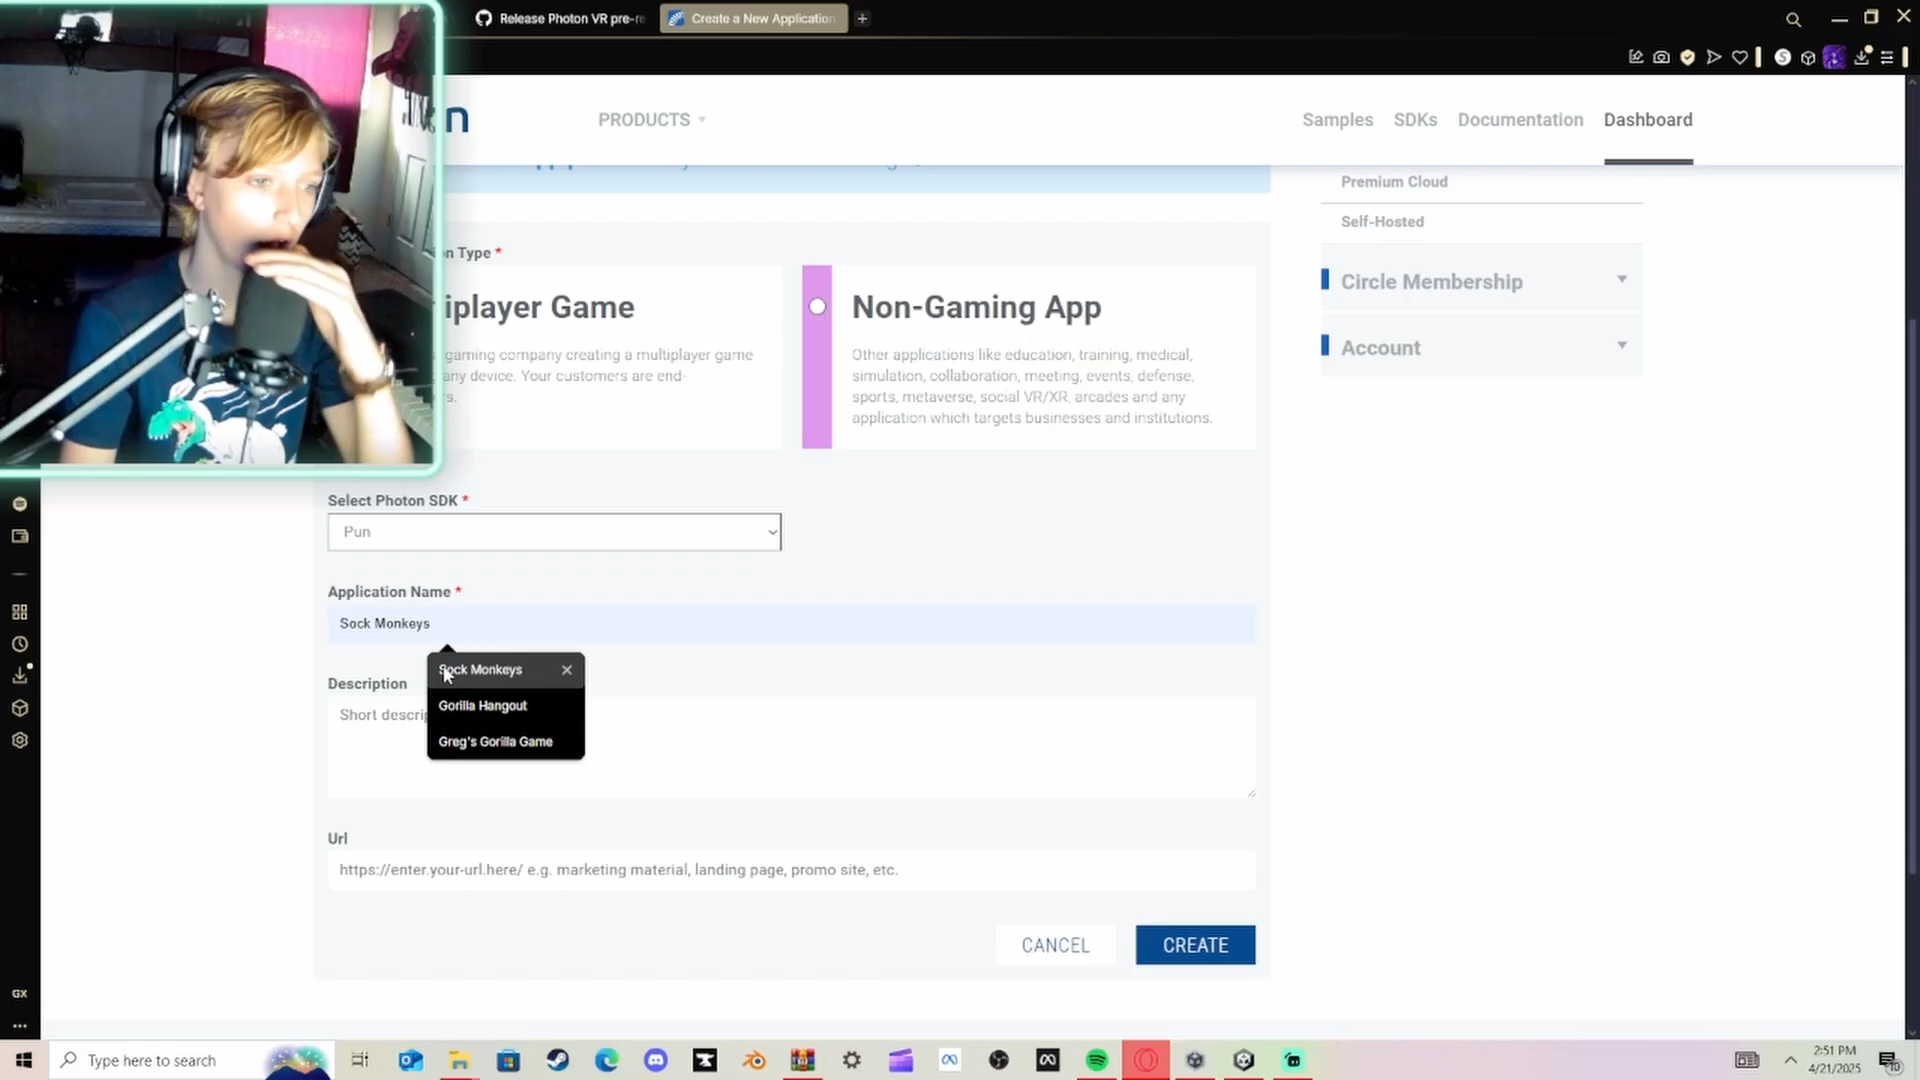 Release Photon VR pre-r
Create a New Application
PRODUCTS
Samples
SDKs
Documentation
Dashboard
Premium Cloud
Self-Hosted
Circle Membership
Account
on Type *
iplayer Game
gaming company creating a multiplayer game
any device. Your customers are end-
Non-Gaming App
Other applications like education, training, medical,
simulation, collaboration, meeting, events, defense,
sports, metaverse, social VR/XR, arcades and any
application which targets businesses and institutions.
Select Photon SDK *
Pun
Application Name *
Sock Monkeys
Sock Monkeys
Gorilla Hangout
Greg's Gorilla Game
Description
Short descrip
Url
https://enter.your-url.here/ e.g. marketing material, landing page, promo site, etc.
CANCEL
CREATE
GX
Type here to search
2:51 PM
4/21/2025
10